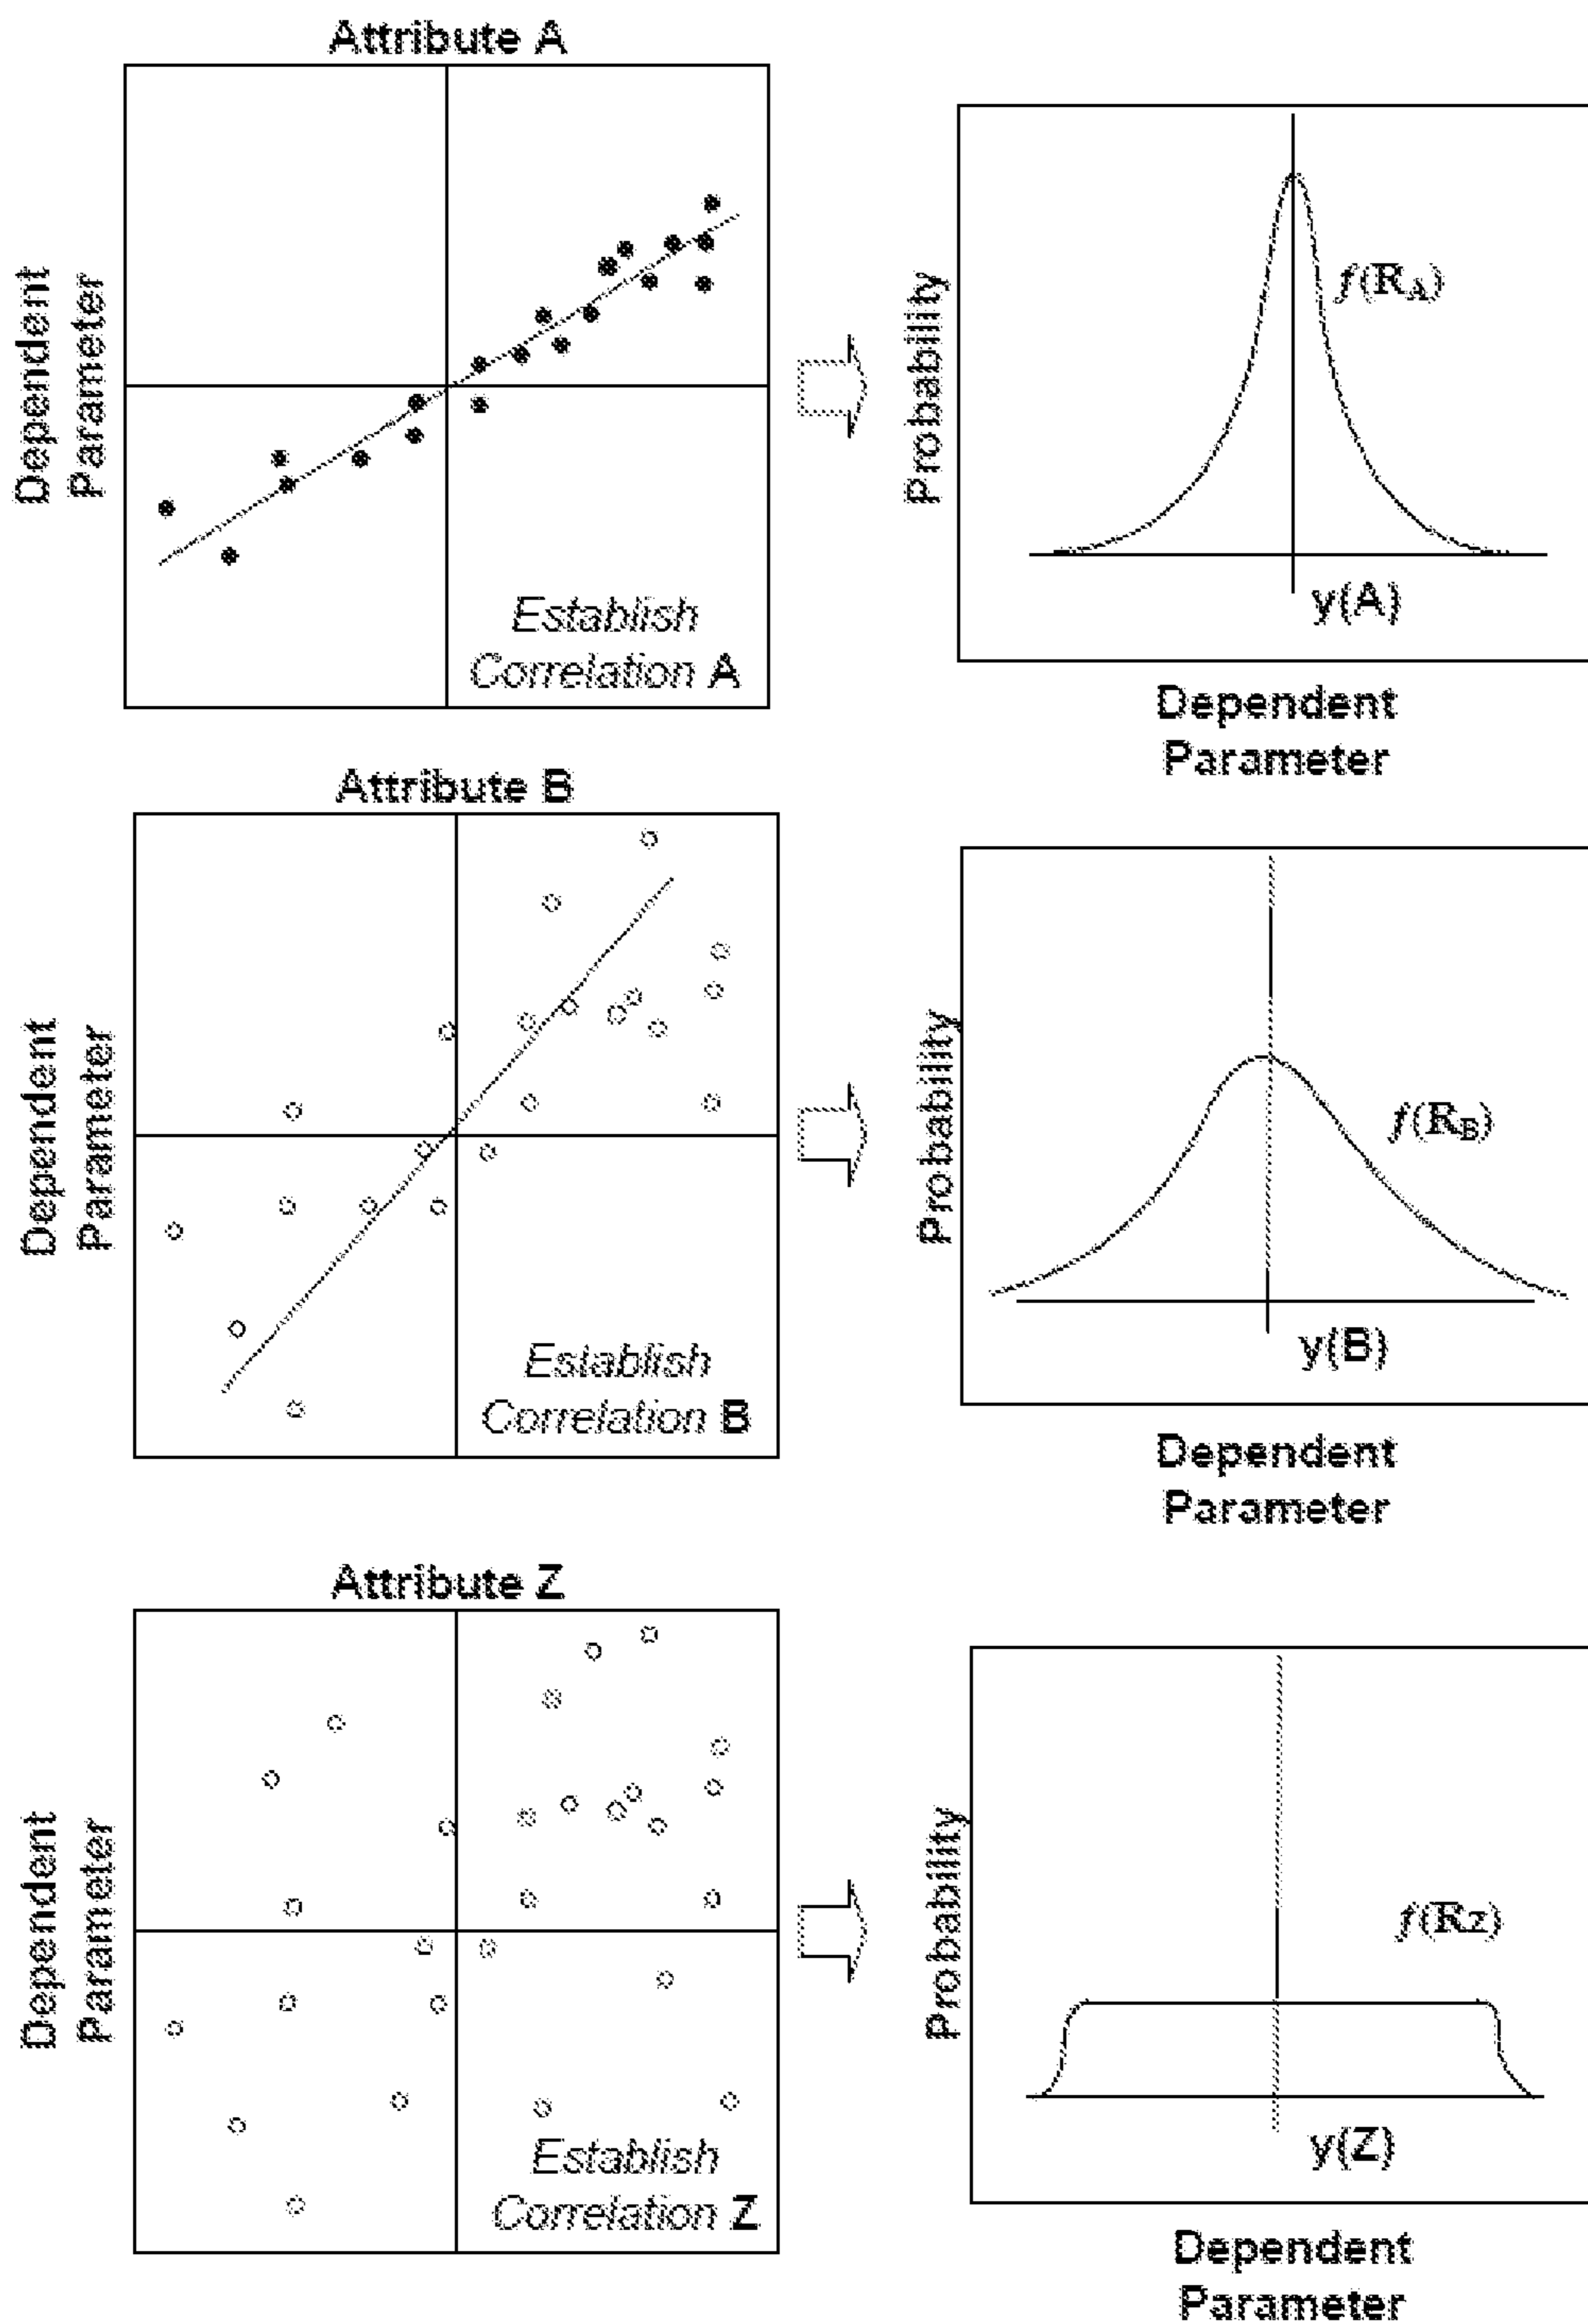 Attribute A
Dependent
Parameter
Establish
Correlation A
Probability
f(RA)
y(A)
Dependent
Parameter
Attribute B
Dependent
Parameter
Establish
Correlation B
Probability
f(RB)
y(B)
Dependent
Parameter
Attribute Z
Dependent
Parameter
Establish
Correlation Z
Probability
f(Rz)
y(Z)
Dependent
Parameter